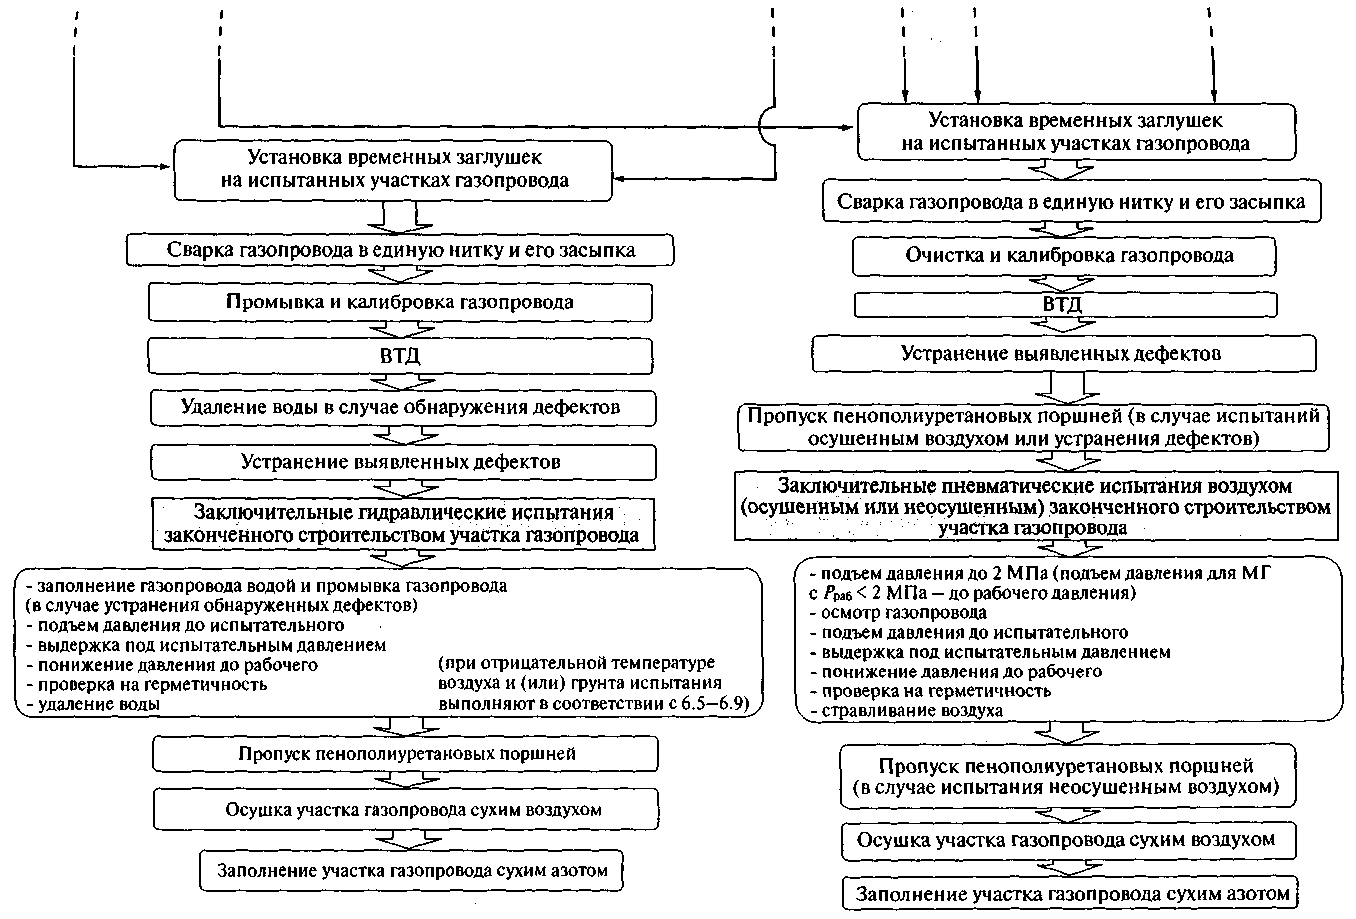 Установка временных заглушек
на испытанных участках газопровода
Сварка газопровода в единую нитку и его засыпка
Промывка и калибровка газопровода
ВТД
Удаление воды в случае обнаружения дефектов
Устранение выявленных дефектов
Заключительные гидравлические испытания
законченного строительством участка газопровода
- заполнение газопровода водой и промывка газопровода
(в случае устранения обнаруженных дефектов)
- подъем давления до испытательного
- выдержка под испытательным давлением
- понижение давления до рабочего
- проверка на герметичность
- удаление воды
(при отрицательной температуре
воздуха и (или) грунта испытания
выполняют в соответствии с 6.5–6.9)
Пропуск пенополиуретановых поршней
Осушка участка газопровода сухим воздухом
Заполнение участка газопровода сухим азотом
Установка временных заглушек
на испытанных участках газопровода
Сварка газопровода в единую нитку и его засыпка
Очистка и калибровка газопровода
ВТД
Устранение выявленных дефектов
Пропуск пенополиуретановых поршней (в случае испытаний
осушенным воздухом или устранения дефектов)
Заключительные пневматические испытания воздухом
(осушенным или неосушенным) законченного строительством
участка газопровода
- подъем давления до 2 МПа (подъем давления для МГ
с Pраб < 2 МПа — до рабочего давления)
- осмотр газопровода
- подъем давления до испытательного
- выдержка под испытательным давлением
- понижение давления до рабочего
- проверка на герметичность
- стравливание воздуха
Пропуск пенополиуретановых поршней
(в случае испытания неосушенным воздухом)
Осушка участка газопровода сухим воздухом
Заполнение участка газопровода сухим азотом